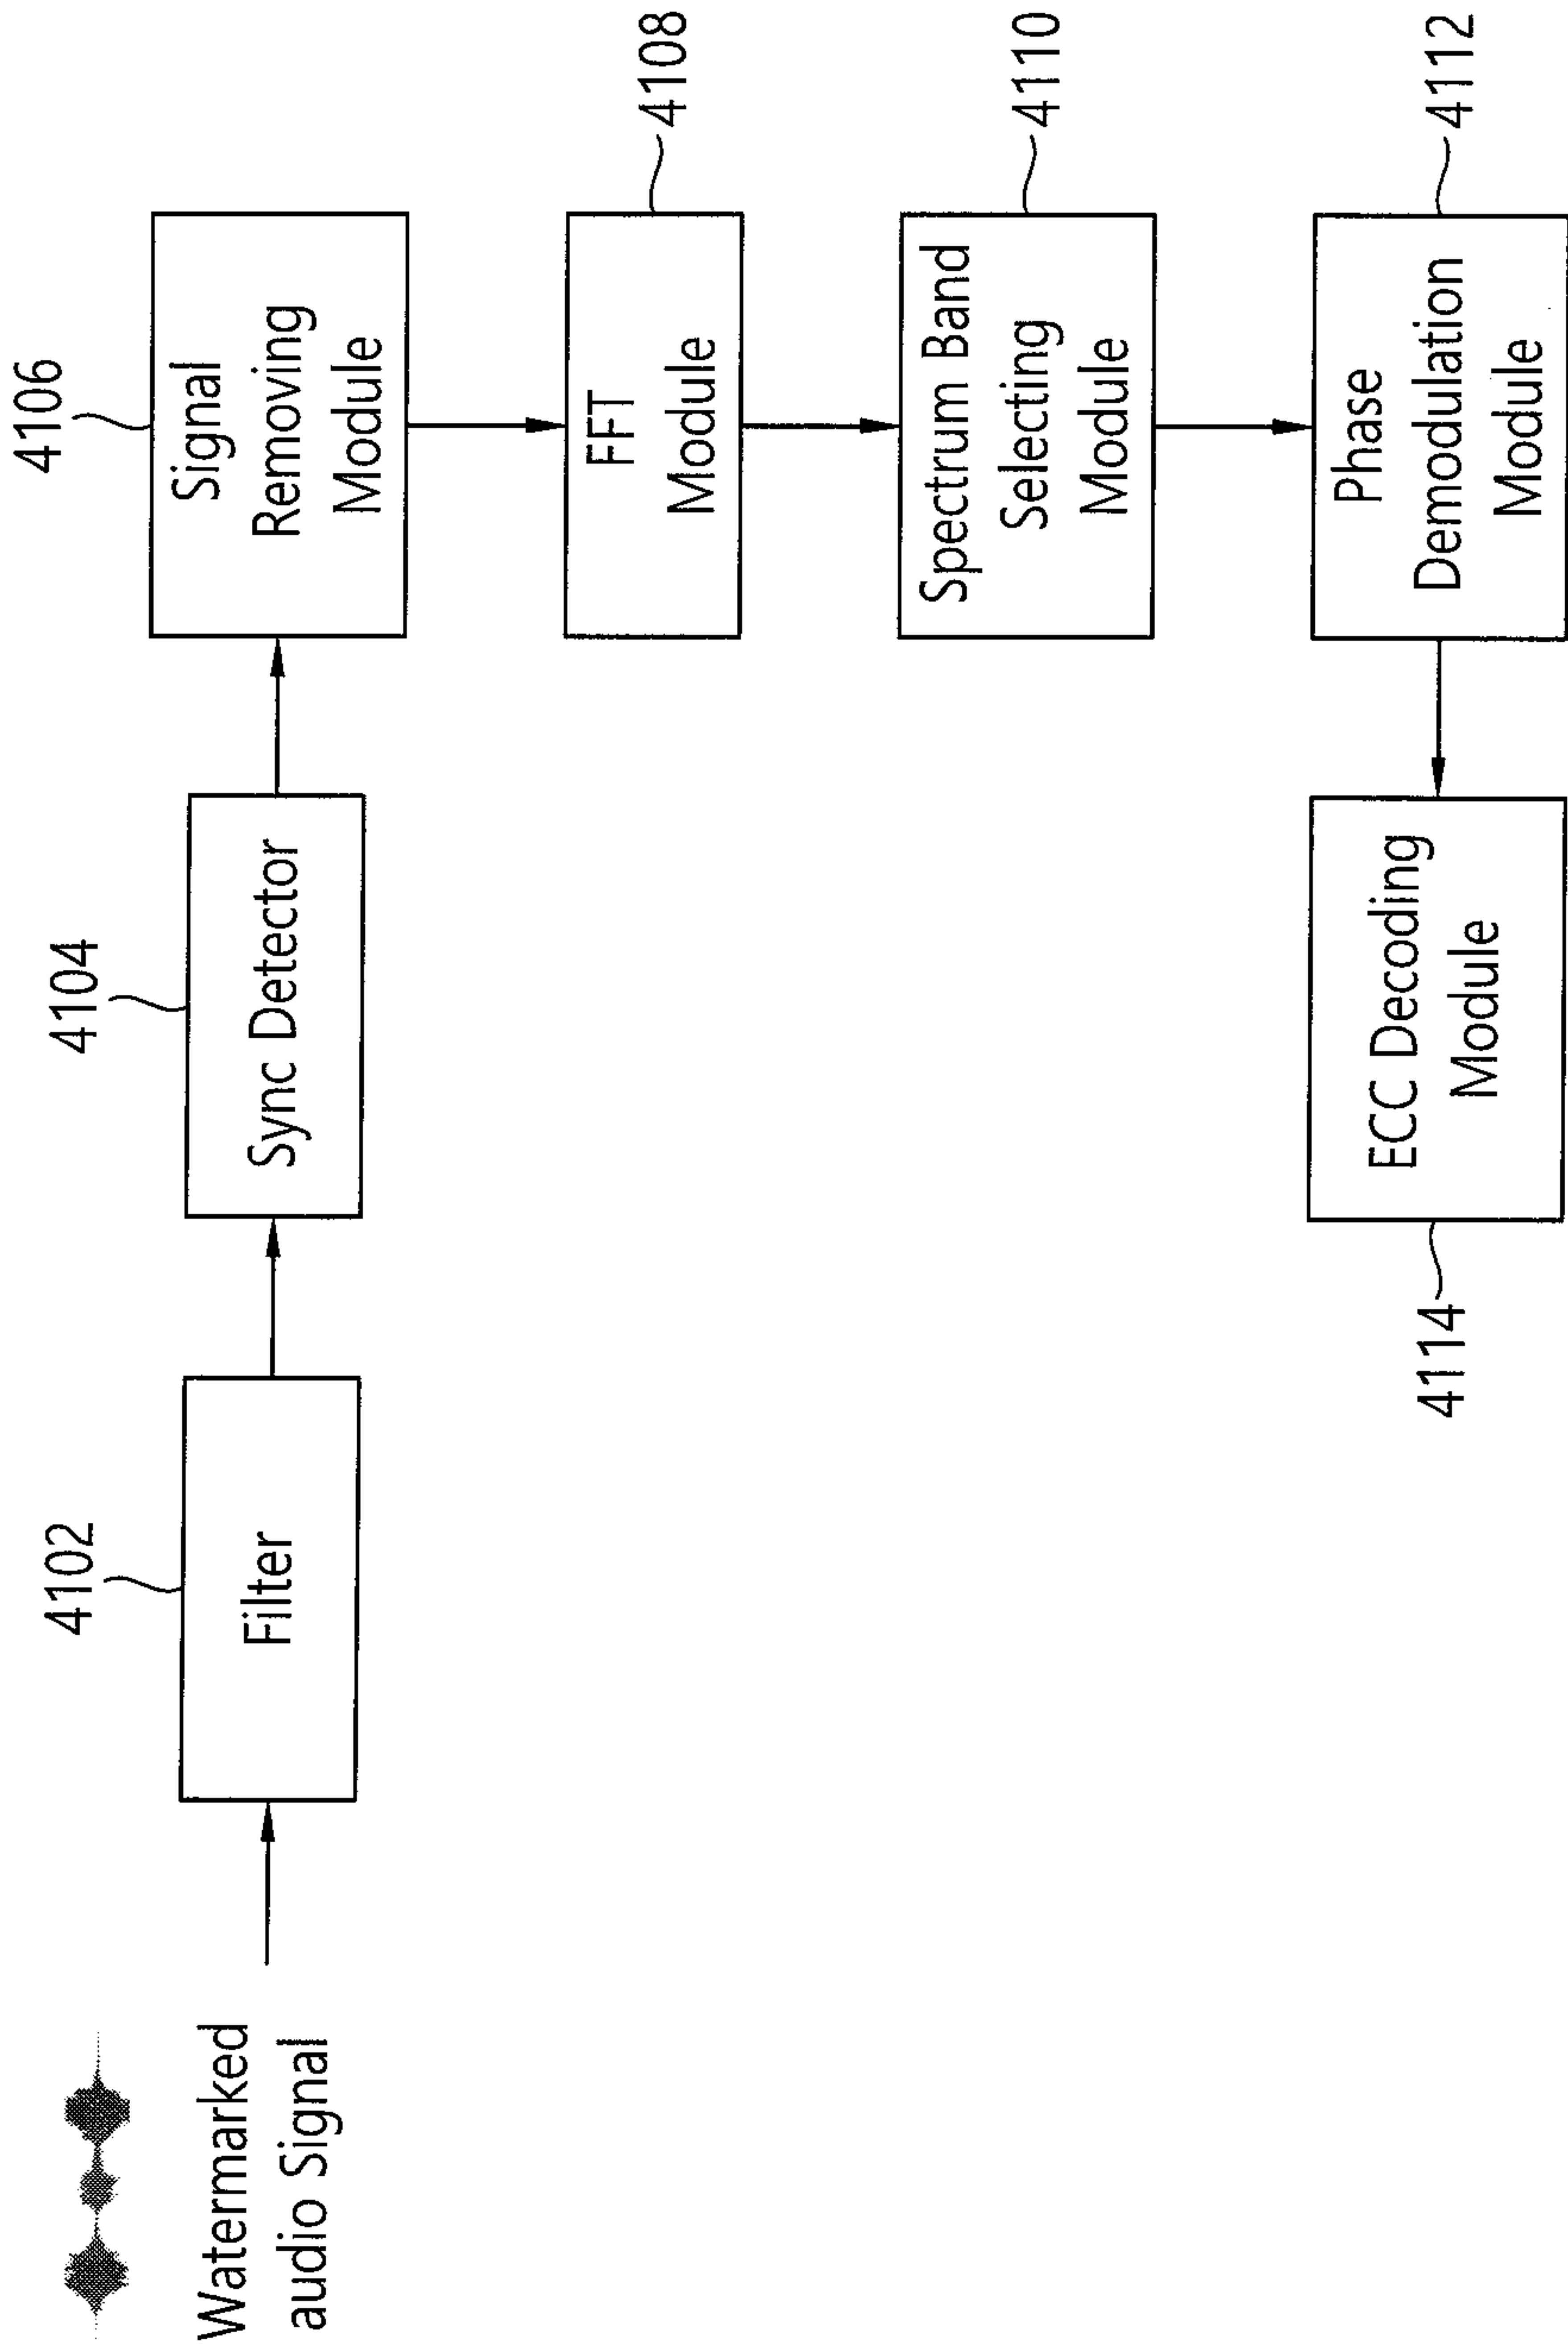 Watermarked
audio Signal
4102
Filter
4104
Sync Detector
4106
Signal
Removing
Module
FFT
Module
4108
Spectrum Band
Selecting
Module
4110
Phase
Demodulation
Module
4112
ECC Decoding
Module
4114